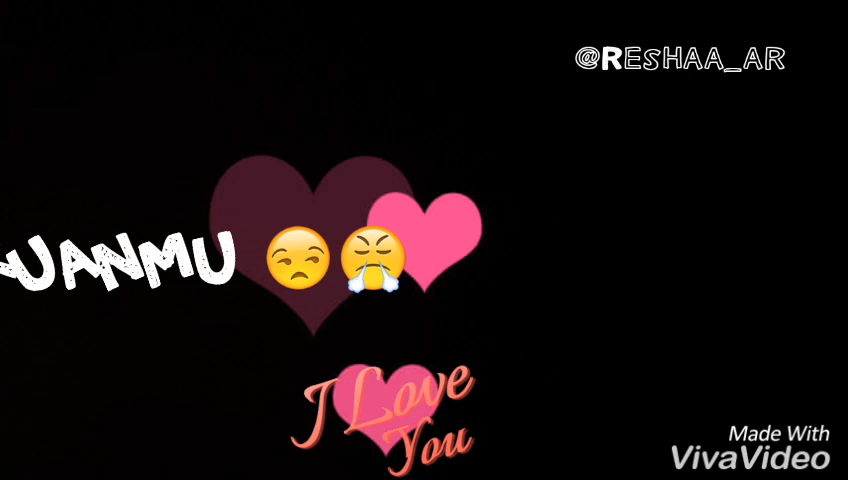 @RESHAA_AR
UANMU 😒😤
I Love
You
Made With
VivaVideo